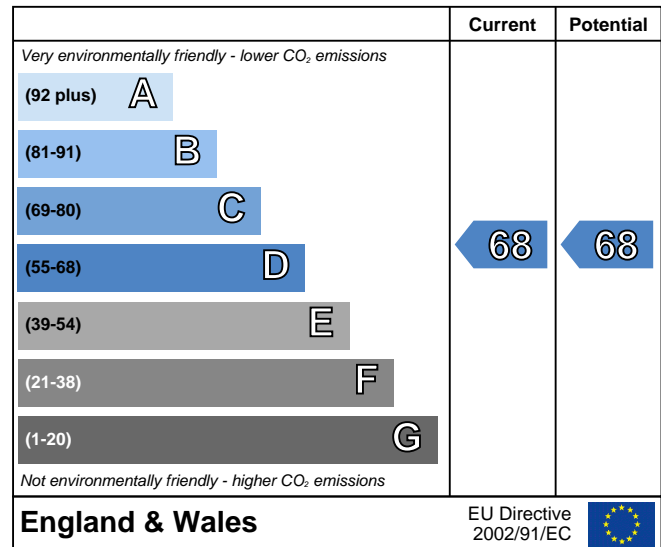 Current Potential
Very environmentally friendly - lower CO₂ emissions
(92 plus) A
(81-91) B
(69-80) C
(55-68) D
68 68
(39-54) E
(21-38) F
(1-20) G
Not environmentally friendly - higher CO₂ emissions
England & Wales
EU Directive
2002/91/EC